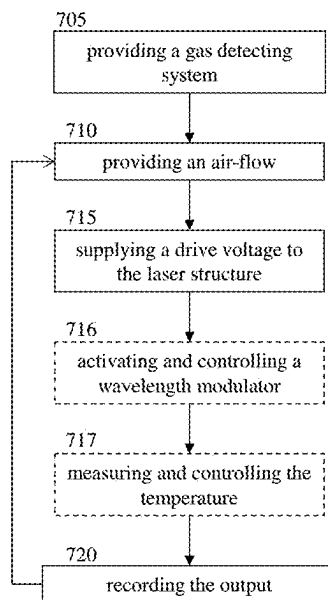 705
providing a gas detecting
system
710
providing an air-flow
715
supplying a drive voltage to
the laser structure
716
activating and controlling a
wavelength modulator
717
measuring and controlling the
temperature
720
recording the output